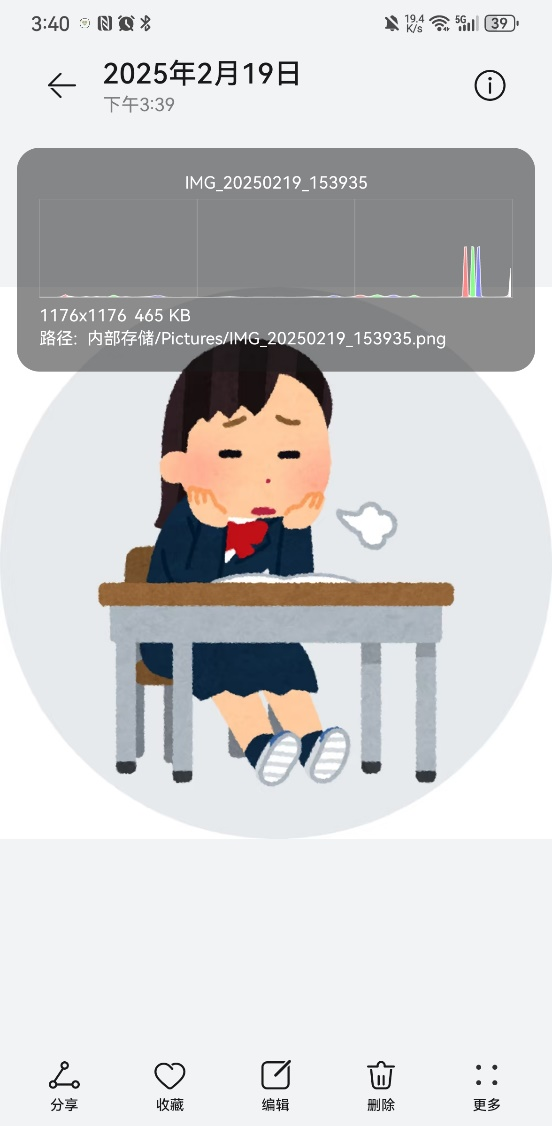 3:40
19.4
K/s
5G
39
2025年2月19日
下午3:39
IMG_20250219_153935
1176x1176 465 KB
路径：内部存储/Pictures/IMG_20250219_153935.png
分享
收藏
编辑
删除
更多